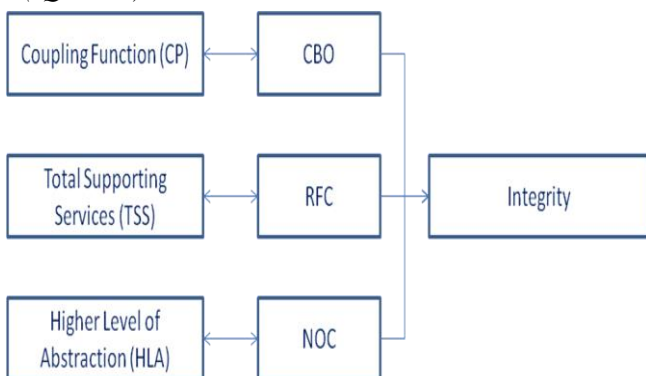 Coupling Function (CP)
CBO
Total Supporting
Services (TSS)
RFC
Integrity
Higher Level of
Abstraction (HLA)
NOC